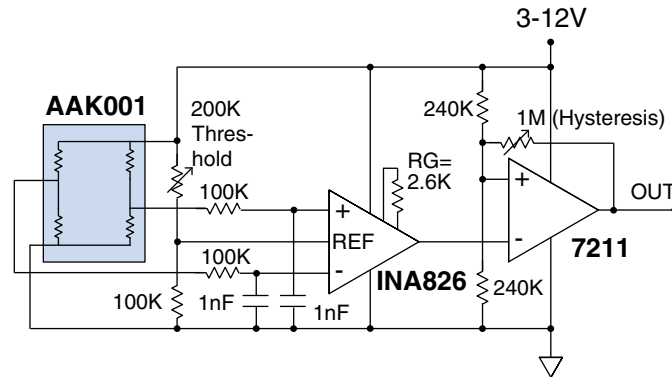 3-12V
AAK001
200K
Thres-
hold
240K
1M (Hysteresis)
RG=
2.6K
100K
+
+
OUT
REF
-
7211
100K
-
INA826
100K
1nF
1nF
240K